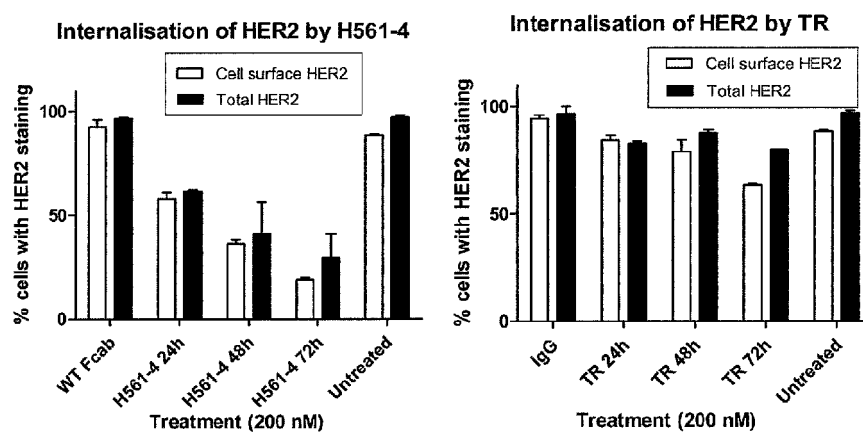 Internalisation of HER2 by H561-4
Cell surface HER2
Total HER2
% cells with HER2 staining
100
50
0
WT Fcab
H561-4 24h
H561-4 48h
H561-4 72h
Untreated
Treatment (200 nM)
Internalisation of HER2 by TR
Cell surface HER2
Total HER2
% cells with HER2 staining
100
50
0
IgG
TR 24h
TR 48h
TR 72h
Untreated
Treatment (200 nM)